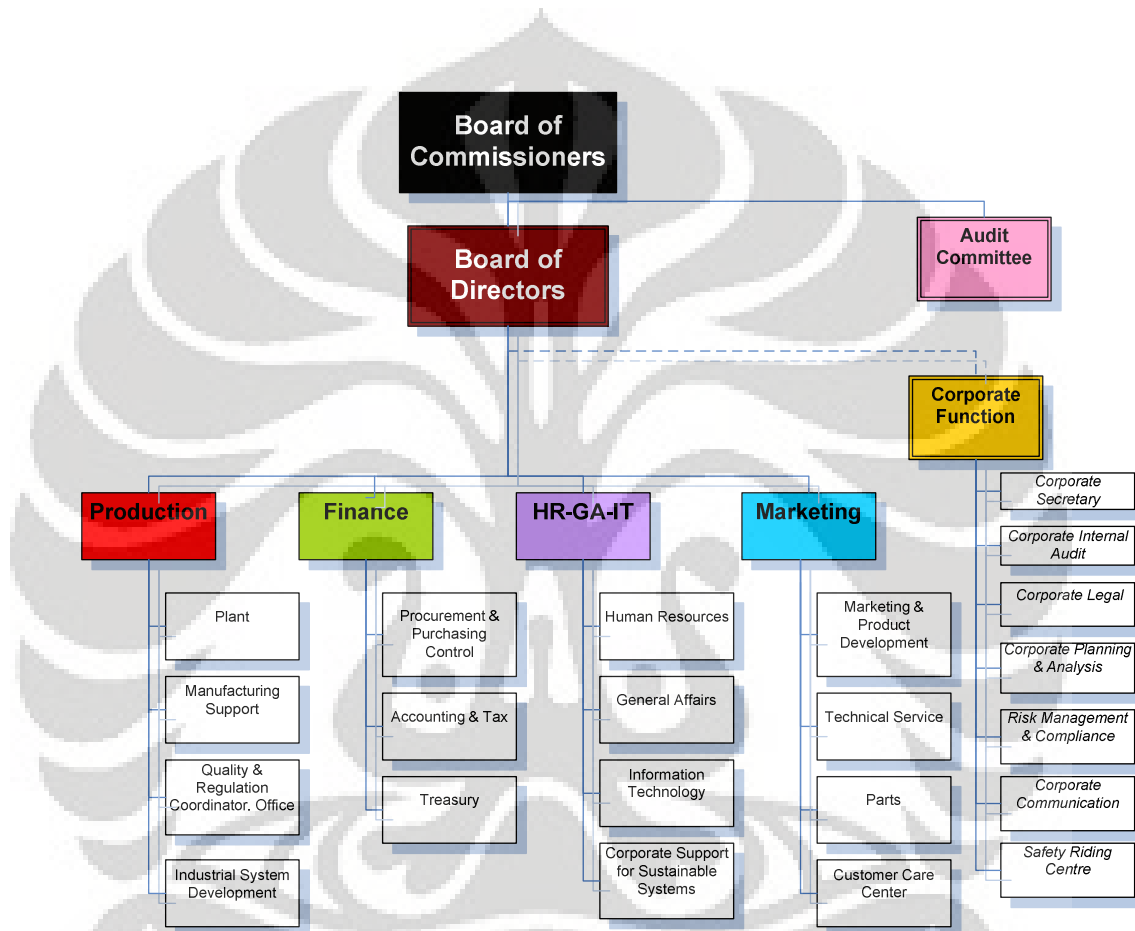 Board of
Commissioners
Audit
Committee
Board of
Directors
Corporate
Function
Production
Finance
HR-GA-IT
Marketing
Corporate
Secretary
Corporate Internal
Audit
Corporate Legal
Corporate Planning
& Analysis
Risk Management
& Compliance
Corporate
Communication
Safety Riding
Centre
Plant
Manufacturing
Support
Quality &
Regulation
Coordinator. Office
Industrial System
Development
Procurement &
Purchasing
Control
Accounting & Tax
Treasury
Human Resources
General Affairs
Information
Technology
Corporate Support
for Sustainable
Systems
Marketing &
Product
Development
Technical Service
Parts
Customer Care
Center